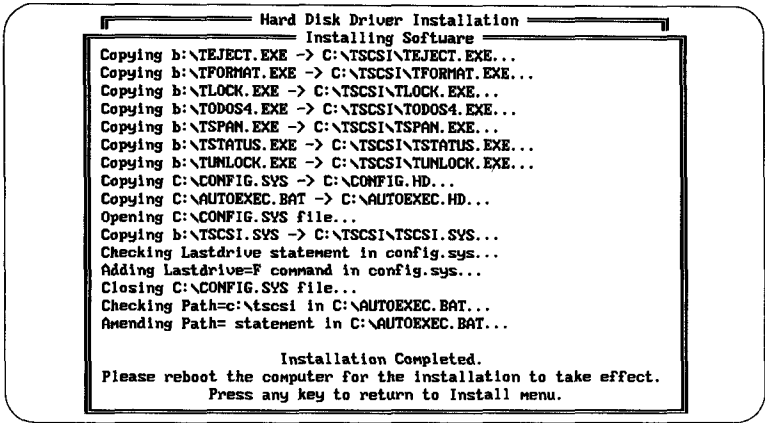 Hard Disk Driver Installation
Installing Software
Copying b:\TEJECT.EXE -> C:\TSCSI\TEJECT.EXE...
Copying b:\TFORMAT.EXE -> C:\TSCSI\TFORMAT.EXE...
Copying b:\TLOCK.EXE -> C:\TSCSI\TLOCK.EXE...
Copying b:\TODOS4.EXE -> C:\TSCSI\TODOS4.EXE...
Copying b:\TSPAN.EXE -> C:\TSCSI\TSPAN.EXE...
Copying b:\TSTATUS.EXE -> C:\TSCSI\TSTATUS.EXE...
Copying b:\TUNLOCK.EXE -> C:\TSCSI\TUNLOCK.EXE...
Copying C:\CONFIG.SYS -> C:\CONFIG.HD...
Copying C:\AUTOEXEC.BAT -> C:\AUTOEXEC.HD...
Opening C:\CONFIG.SYS file...
Copying b:\TSCSI.SYS -> C:\TSCSI\TSCSI.SYS...
Checking Lastdrive statement in config.sys...
Adding Lastdrive=F command in config.sys...
Closing C:\CONFIG.SYS file...
Checking Path=c:\tscsi in C:\AUTOEXEC.BAT...
Amending Path= statement in C:\AUTOEXEC.BAT...
Installation Completed.
Please reboot the computer for the installation to take effect.
Press any key to return to Install menu.